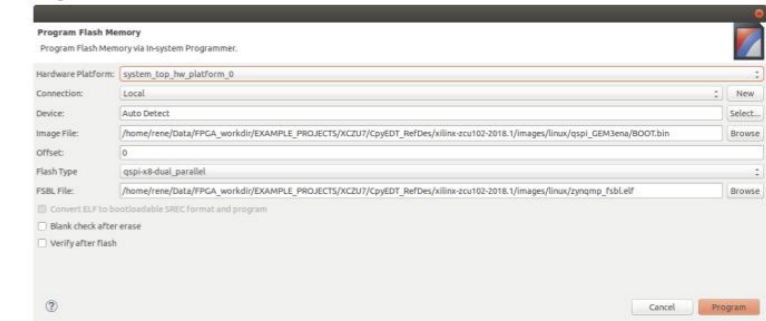 Program Flash Memory
Program Flash Memory via In-system Programmer.
Hardware Platform: system_top_hw_platform_0
Connection: Local New
Device: Auto Detect Select...
Image File: /home/rene/Data/FPGA_workdir/EXAMPLE_PROJECTS/XCZU7/CpyEDT_RefDes/xilinx-zcu102-2018.1/images/linux/qspi_GEM3ena/BOOT.bin Browse
Offset: 0
Flash Type qspi-x8-dual_parallel
FSBL File: /home/rene/Data/FPGA_workdir/EXAMPLE_PROJECTS/XCZU7/CpyEDT_RefDes/xilinx-zcu102-2018.1/images/linux/zynqmp_fsbl.elf Browse
Convert ELF to bootloadable SREC format and program
Blank check after erase
Verify after flash
? Cancel Program